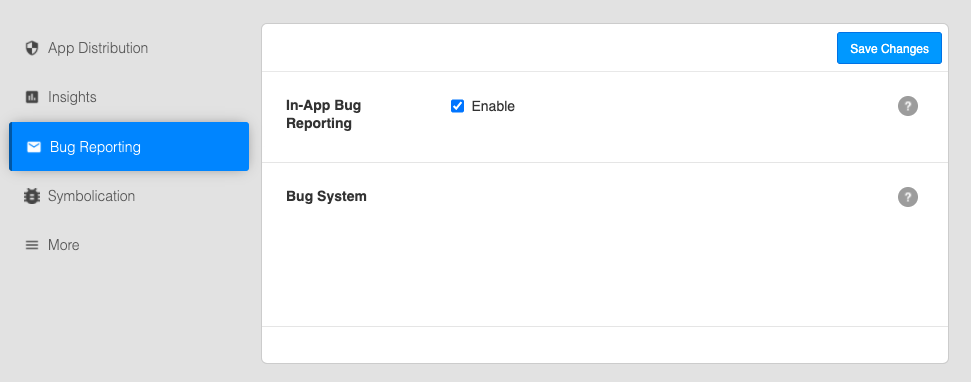 App Distribution
Insights
Bug Reporting
Symbolication
More
Save Changes
In-App Bug
Reporting
Enable
?
Bug System
?